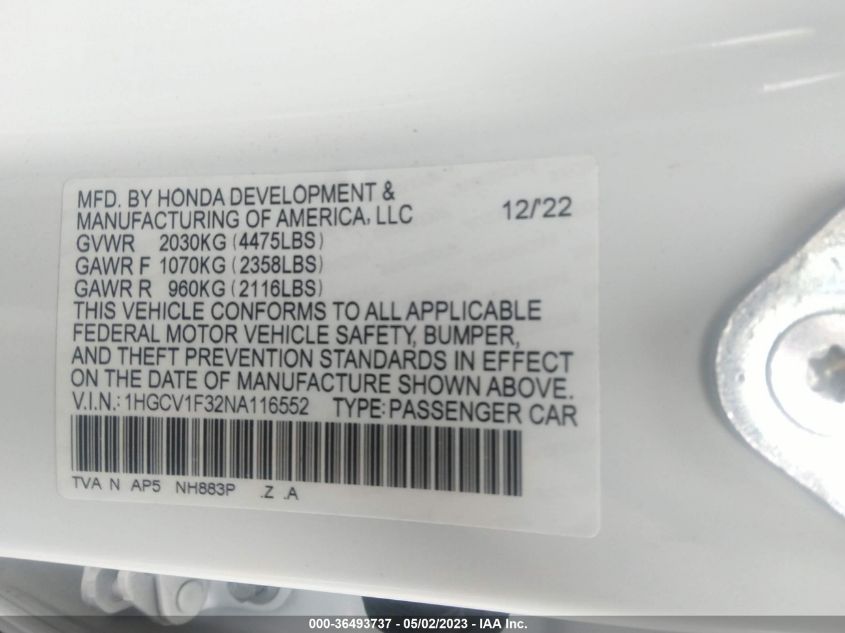 MFD. BY HONDA DEVELOPMENT &
MANUFACTURING OF AMERICA, LLC 12/'22
GVWR 2030KG (4475LBS)
GAWR F 1070KG (2358LBS)
GAWR R 960KG (2116LBS)
THIS VEHICLE CONFORMS TO ALL APPLICABLE
FEDERAL MOTOR VEHICLE SAFETY, BUMPER,
AND THEFT PREVENTION STANDARDS IN EFFECT
ON THE DATE OF MANUFACTURE SHOWN ABOVE.
V.I.N.:1HGCV1F32NA116552 TYPE:PASSENGER CAR
TVA N AP5 NH883P .Z .A
000-36493737 - 05/02/2023 - IAA Inc.